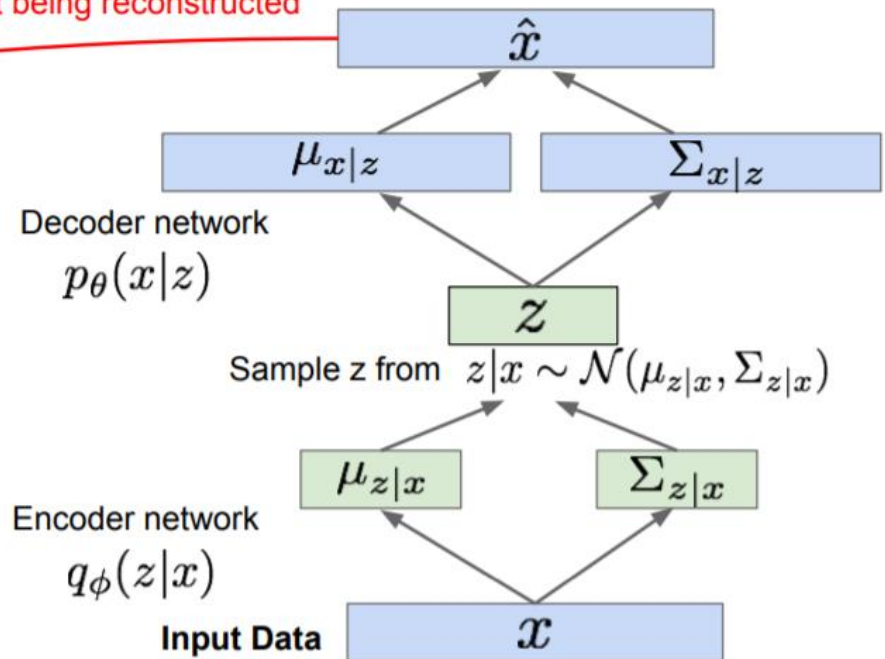 being reconstructed
x̂
μ_{x|z} Σ_{x|z}
Decoder network
p_θ(x|z)
z
Sample z from z|x ∼ 𝒩(μ_{z|x}, Σ_{z|x})
μ_{z|x} Σ_{z|x}
Encoder network
q_ϕ(z|x)
Input Data x